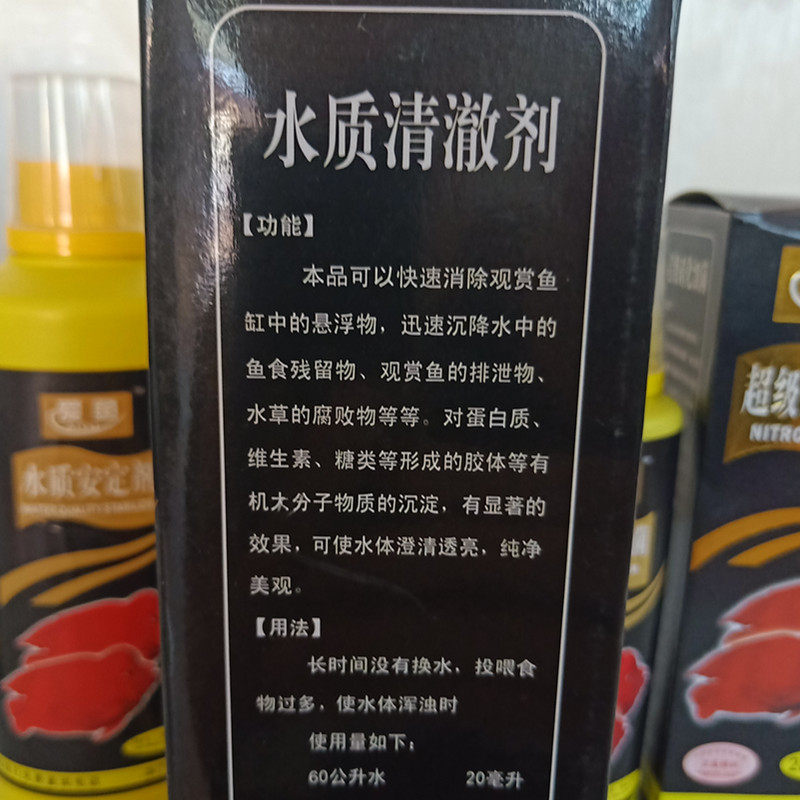 水质清澈剂
【功能】
本品可以快速消除观赏鱼
缸中的悬浮物，迅速沉降水中的
鱼食残留物、观赏鱼的排泄物、
水草的腐败物等等。对蛋白质、
维生素、糖类等形成的胶体等有
机大分子物质的沉淀，有显著的
效果，可使水体澄清透亮，纯净
美观。
【用法】
长时间没有换水，投喂食
物过多，使水体浑浊时
使用量如下：
60公升水 20毫升
水质安定剂
超级
NITRO